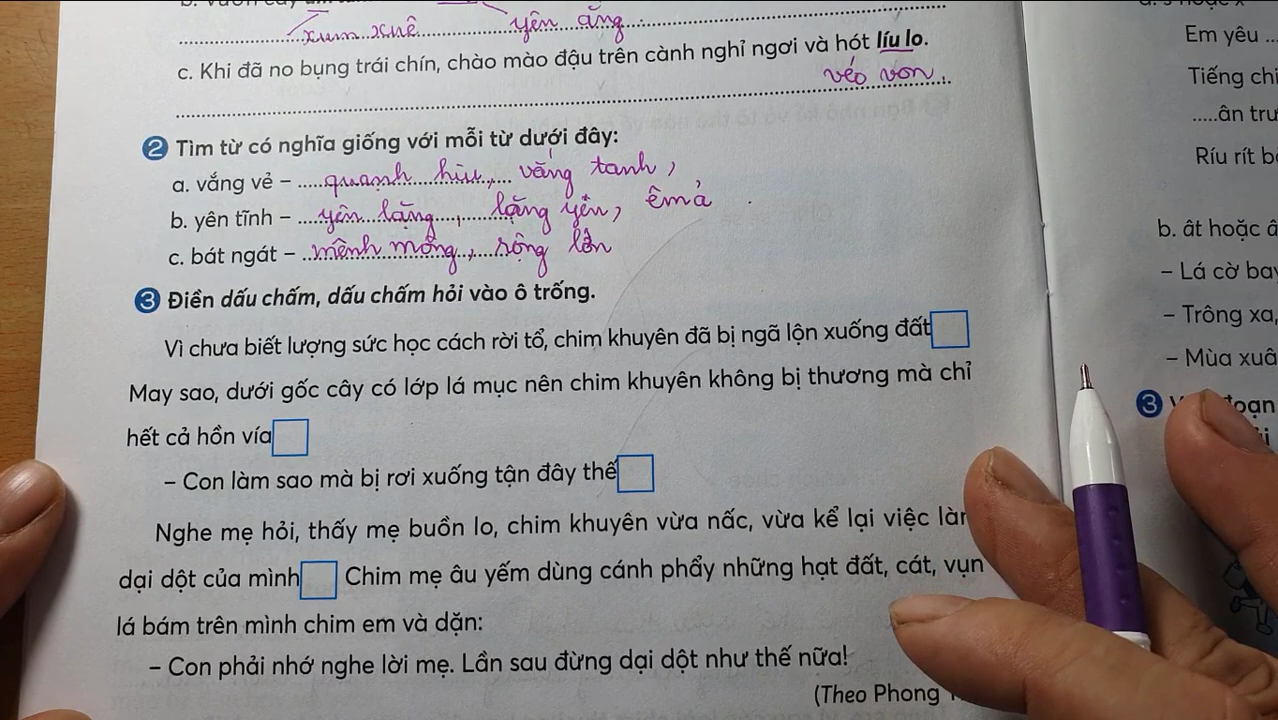 xum xuê yên ắng
c. Khi đã no bụng trái chín, chào mào đậu trên cành nghỉ ngơi và hót líu lo.
véo von
2 Tìm từ có nghĩa giống với mỗi từ dưới đây:
a. vắng vẻ – quạnh hiu, vắng tanh,
b. yên tĩnh – yên lặng, lặng yên, êm ả
c. bát ngát – mênh mông, rộng lớn
3 Điền dấu chấm, dấu chấm hỏi vào ô trống.
Vì chưa biết lượng sức học cách rời tổ, chim khuyên đã bị ngã lộn xuống đất
May sao, dưới gốc cây có lớp lá mục nên chim khuyên không bị thương mà chỉ
hết cả hồn vía
– Con làm sao mà bị rơi xuống tận đây thế
Nghe mẹ hỏi, thấy mẹ buồn lo, chim khuyên vừa nấc, vừa kể lại việc làm
dại dột của mình Chim mẹ âu yếm dùng cánh phẩy những hạt đất, cát, vụn
lá bám trên mình chim em và dặn:
– Con phải nhớ nghe lời mẹ. Lần sau đừng dại dột như thế nữa!
(Theo Phong
Em yêu ...
Tiếng chi
.....ân trư
Ríu rít b
b. ât hoặc â
– Lá cờ bay
– Trông xa,
– Mùa xuâ
3 đoạn